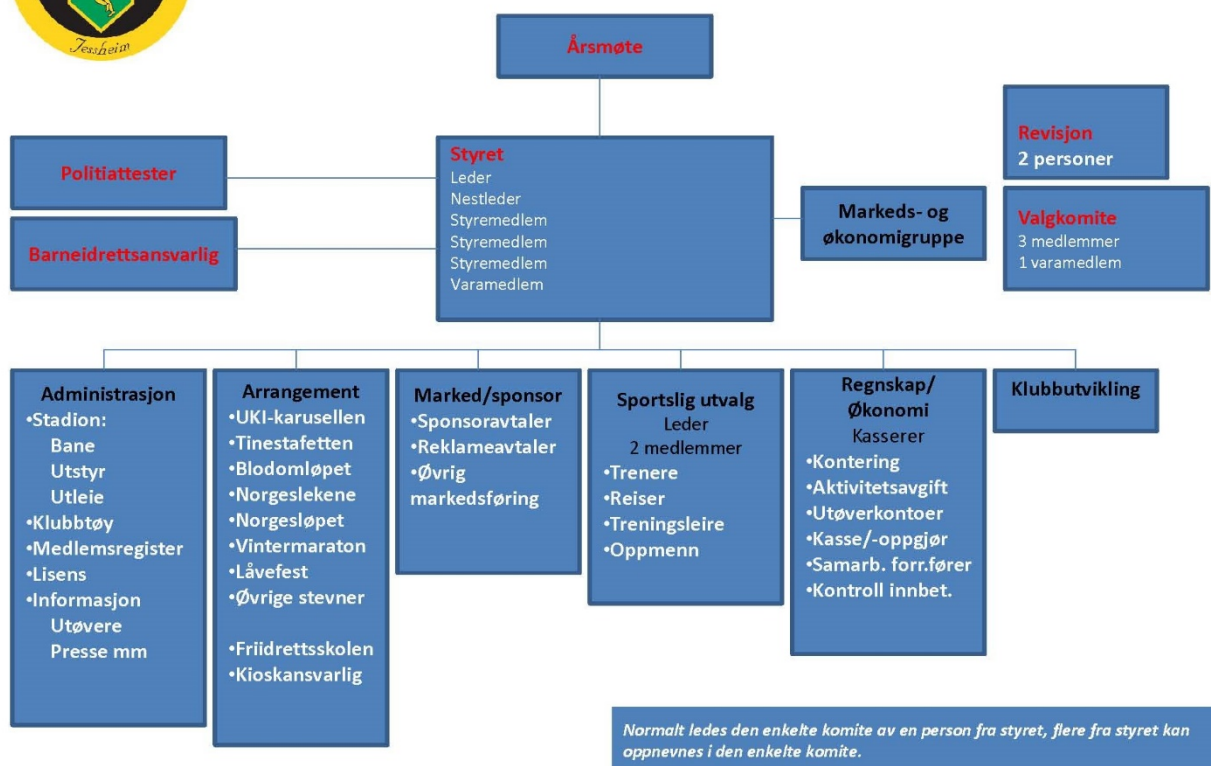 Jessheim
Årsmøte
Politiattester
Barneidrettsansvarlig
Styret
Leder
Nestleder
Styremedlem
Styremedlem
Styremedlem
Varamedlem
Markeds- og
økonomigruppe
Revisjon
2 personer
Valgkomite
3 medlemmer
1 varamedlem
Administrasjon
•Stadion:
Bane
Utstyr
Utleie
•Klubbtøy
•Medlemsregister
•Lisens
•Informasjon
Utøvere
Presse mm
Arrangement
•UKI-karusellen
•Tinestafetten
•Blodomløpet
•Norgeslekene
•Norgesløpet
•Vintermaraton
•Låvefest
•Øvrige stevner
•Friidrettsskolen
•Kioskansvarlig
Marked/sponsor
•Sponsoravtaler
•Reklameavtaler
•Øvrig
markedsføring
Sportslig utvalg
Leder
2 medlemmer
•Trenere
•Reiser
•Treningsleire
•Oppmenn
Regnskap/
Økonomi
Kasserer
•Kontering
•Aktivitetsavgift
•Utøverkontoer
•Kasse/-oppgjør
•Samarb. forr.fører
•Kontroll innbet.
Klubbutvikling
Normalt ledes den enkelte komite av en person fra styret, flere fra styret kan
oppnevnes i den enkelte komite.